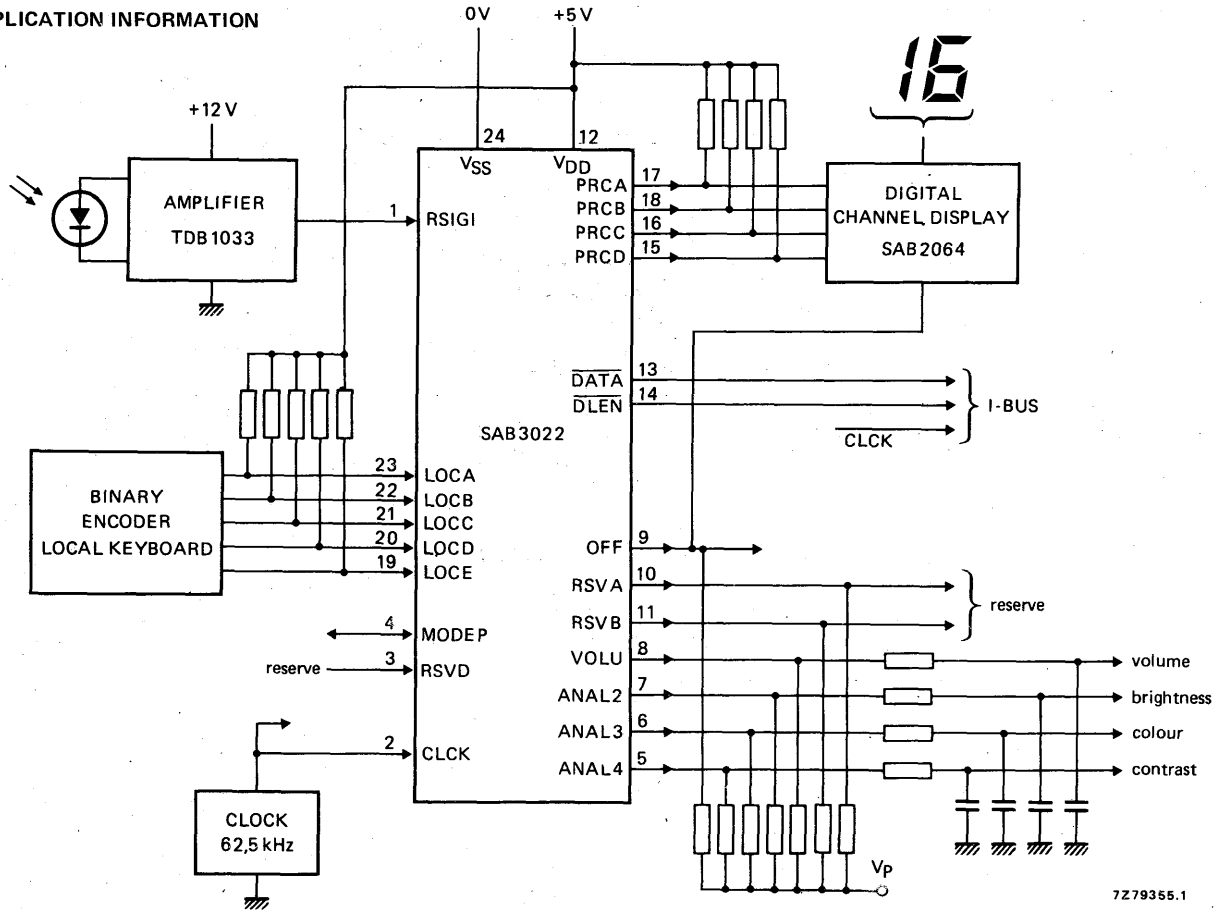 PLICATION INFORMATION
0V
+5V
16
+12 V
24
12
VSS
VDD
AMPLIFIER
TDB1033
1
RSIGI
PRCA
17
PRCB
18
PRCC
16
PRCD
15
DIGITAL
CHANNEL DISPLAY
SAB2064
DATA
13
DLEN
14
CLCK
I-BUS
SAB3022
BINARY
ENCODER
LOCAL KEYBOARD
23
LOCA
22
LOCB
21
LOCC
20
LOCD
19
LOCE
4
MODEP
reserve
3
RSVD
2
CLCK
CLOCK
62,5 kHz
OFF
9
RSVA
10
RSVB
11
reserve
VOLU
8
volume
ANAL2
7
brightness
ANAL3
6
colour
ANAL4
5
contrast
VP
7Z79355.1